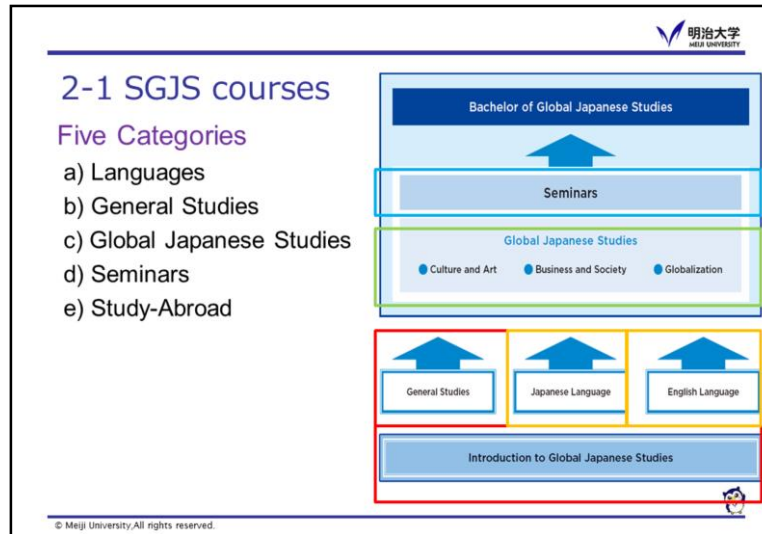 明治大学
MEIJI UNIVERSITY
2-1 SGJS courses
Five Categories
a) Languages
b) General Studies
c) Global Japanese Studies
d) Seminars
e) Study-Abroad
Bachelor of Global Japanese Studies
Seminars
Global Japanese Studies
Culture and Art
Business and Society
Globalization
General Studies
Japanese Language
English Language
Introduction to Global Japanese Studies
© Meiji University,All rights reserved.